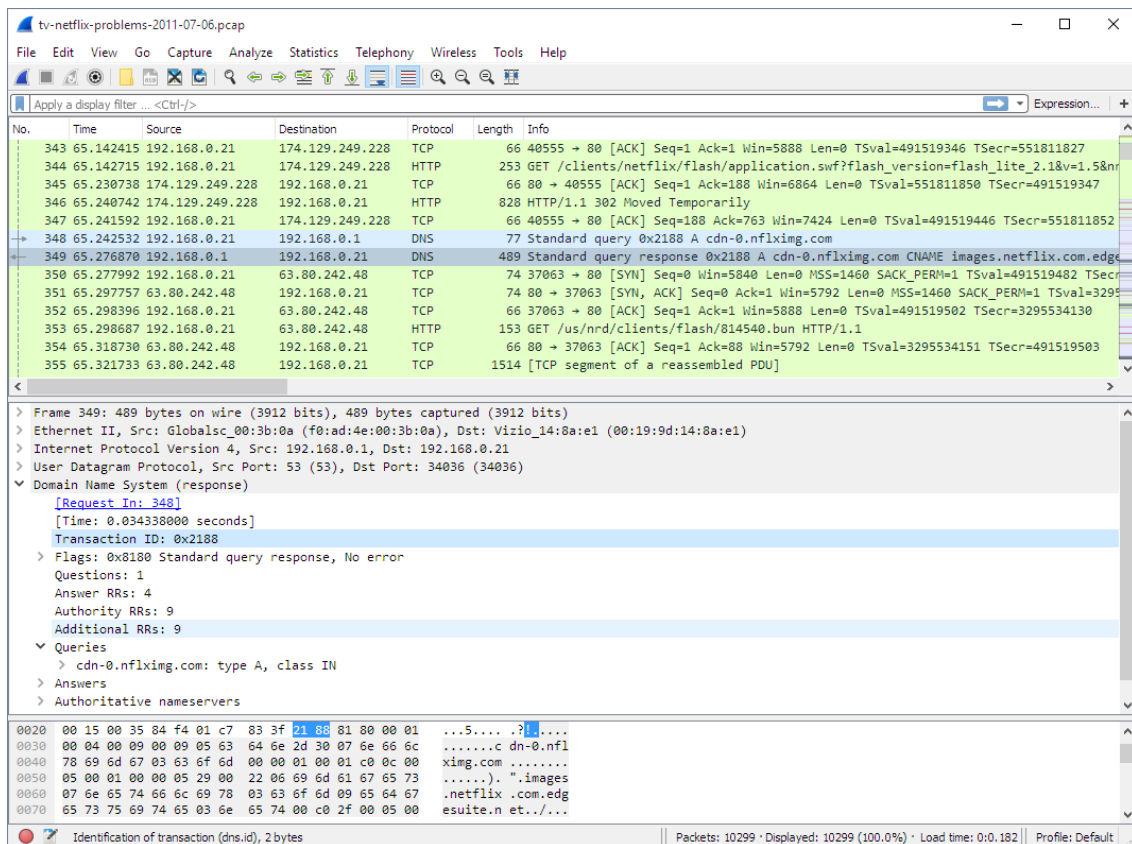 tv-netflix-problems-2011-07-06.pcap
File Edit View Go Capture Analyze Statistics Telephony Wireless Tools Help
Apply a display filter ... <Ctrl-/> Expression... +
No. Time Source Destination Protocol Length Info
343 65.142415 192.168.0.21 174.129.249.228 TCP 66 40555 → 80 [ACK] Seq=1 Ack=1 Win=5888 Len=0 TSval=491519346 TSecr=551811827
344 65.142715 192.168.0.21 174.129.249.228 HTTP 253 GET /clients/netflix/flash/application.swf?flash_version=flash_lite_2.1&v=1.5&nr
345 65.230738 174.129.249.228 192.168.0.21 TCP 66 80 → 40555 [ACK] Seq=1 Ack=188 Win=6864 Len=0 TSval=551811850 TSecr=491519347
346 65.240742 174.129.249.228 192.168.0.21 HTTP 828 HTTP/1.1 302 Moved Temporarily
347 65.241592 192.168.0.21 174.129.249.228 TCP 66 40555 → 80 [ACK] Seq=188 Ack=763 Win=7424 Len=0 TSval=491519446 TSecr=551811852
348 65.242532 192.168.0.21 192.168.0.1 DNS 77 Standard query 0x2188 A cdn-0.nflximg.com
349 65.276870 192.168.0.1 192.168.0.21 DNS 489 Standard query response 0x2188 A cdn-0.nflximg.com CNAME images.netflix.com.edge
350 65.277992 192.168.0.21 63.80.242.48 TCP 74 37063 → 80 [SYN] Seq=0 Win=5840 Len=0 MSS=1460 SACK_PERM=1 TSval=491519482 TSecr
351 65.297757 63.80.242.48 192.168.0.21 TCP 74 80 → 37063 [SYN, ACK] Seq=0 Ack=1 Win=5792 Len=0 MSS=1460 SACK_PERM=1 TSval=3295
352 65.298396 192.168.0.21 63.80.242.48 TCP 66 37063 → 80 [ACK] Seq=1 Ack=1 Win=5888 Len=0 TSval=491519502 TSecr=3295534130
353 65.298687 192.168.0.21 63.80.242.48 HTTP 153 GET /us/nrd/clients/flash/814540.bun HTTP/1.1
354 65.318730 63.80.242.48 192.168.0.21 TCP 66 80 → 37063 [ACK] Seq=1 Ack=88 Win=5792 Len=0 TSval=3295534151 TSecr=491519503
355 65.321733 63.80.242.48 192.168.0.21 TCP 1514 [TCP segment of a reassembled PDU]
Frame 349: 489 bytes on wire (3912 bits), 489 bytes captured (3912 bits)
Ethernet II, Src: Globalsc_00:3b:0a (f0:ad:4e:00:3b:0a), Dst: Vizio_14:8a:e1 (00:19:9d:14:8a:e1)
Internet Protocol Version 4, Src: 192.168.0.1, Dst: 192.168.0.21
User Datagram Protocol, Src Port: 53 (53), Dst Port: 34036 (34036)
Domain Name System (response)
[Request In: 348]
[Time: 0.034338000 seconds]
Transaction ID: 0x2188
Flags: 0x8180 Standard query response, No error
Questions: 1
Answer RRs: 4
Authority RRs: 9
Additional RRs: 9
Queries
cdn-0.nflximg.com: type A, class IN
Answers
Authoritative nameservers
0020 00 15 00 35 84 f4 01 c7 83 3f 21 88 81 80 00 01 ...5.... .?!.....
0030 00 04 00 09 00 09 05 63 64 6e 2d 30 07 6e 66 6c .......c dn-0.nfl
0040 78 69 6d 67 03 63 6f 6d 00 00 01 00 01 c0 0c 00 ximg.com ........
0050 05 00 01 00 00 05 29 00 22 06 69 6d 61 67 65 73 ......). ".images
0060 07 6e 65 74 66 6c 69 78 03 63 6f 6d 09 65 64 67 .netflix .com.edg
0070 65 73 75 69 74 65 03 6e 65 74 00 c0 2f 00 05 00 esuite.n et../...
Identification of transaction (dns.id), 2 bytes Packets: 10299 · Displayed: 10299 (100.0%) · Load time: 0:0.182 Profile: Default